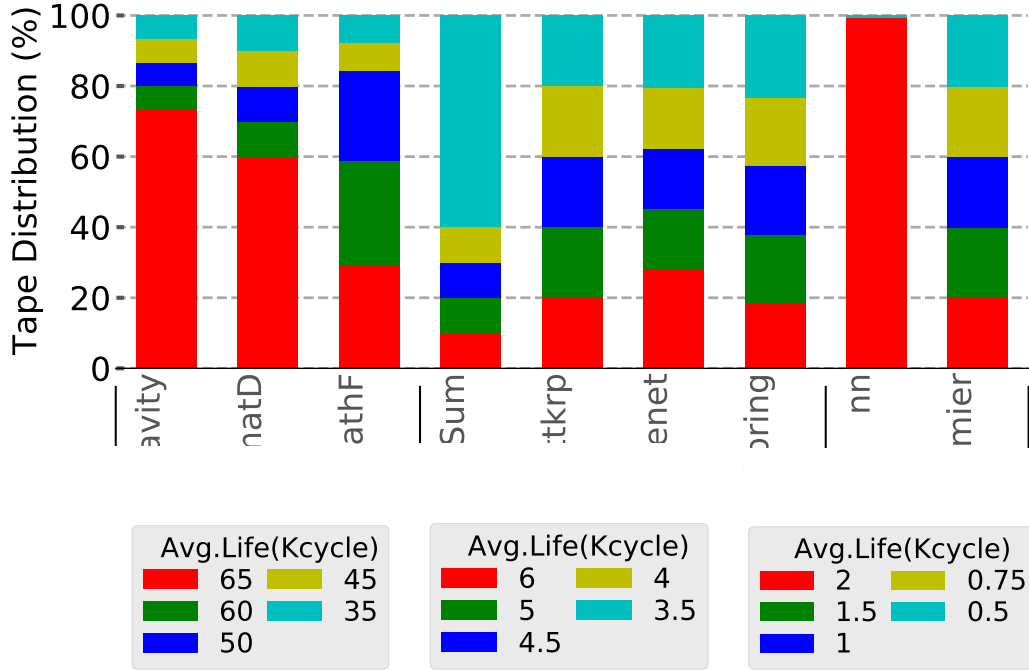 Tape Distribution (%)
100
80
60
40
20
0
avity
natD
athF
Sum
tkrp
enet
oring
nn
mier
Avg.Life(Kcycle)
65 45
60 35
50
Avg.Life(Kcycle)
6 4
5 3.5
4.5
Avg.Life(Kcycle)
2 0.75
1.5 0.5
1